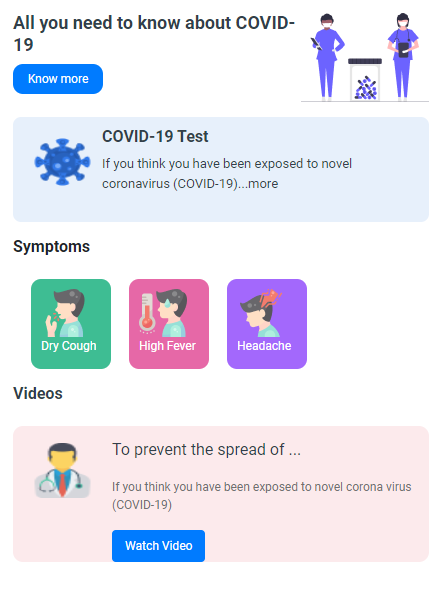 All you need to know about COVID-
19
Know more
COVID-19 Test
If you think you have been exposed to novel
coronavirus (COVID-19)...more
Symptoms
Dry Cough
High Fever
Headache
Videos
To prevent the spread of ...
If you think you have been exposed to novel corona virus
(COVID-19)
Watch Video